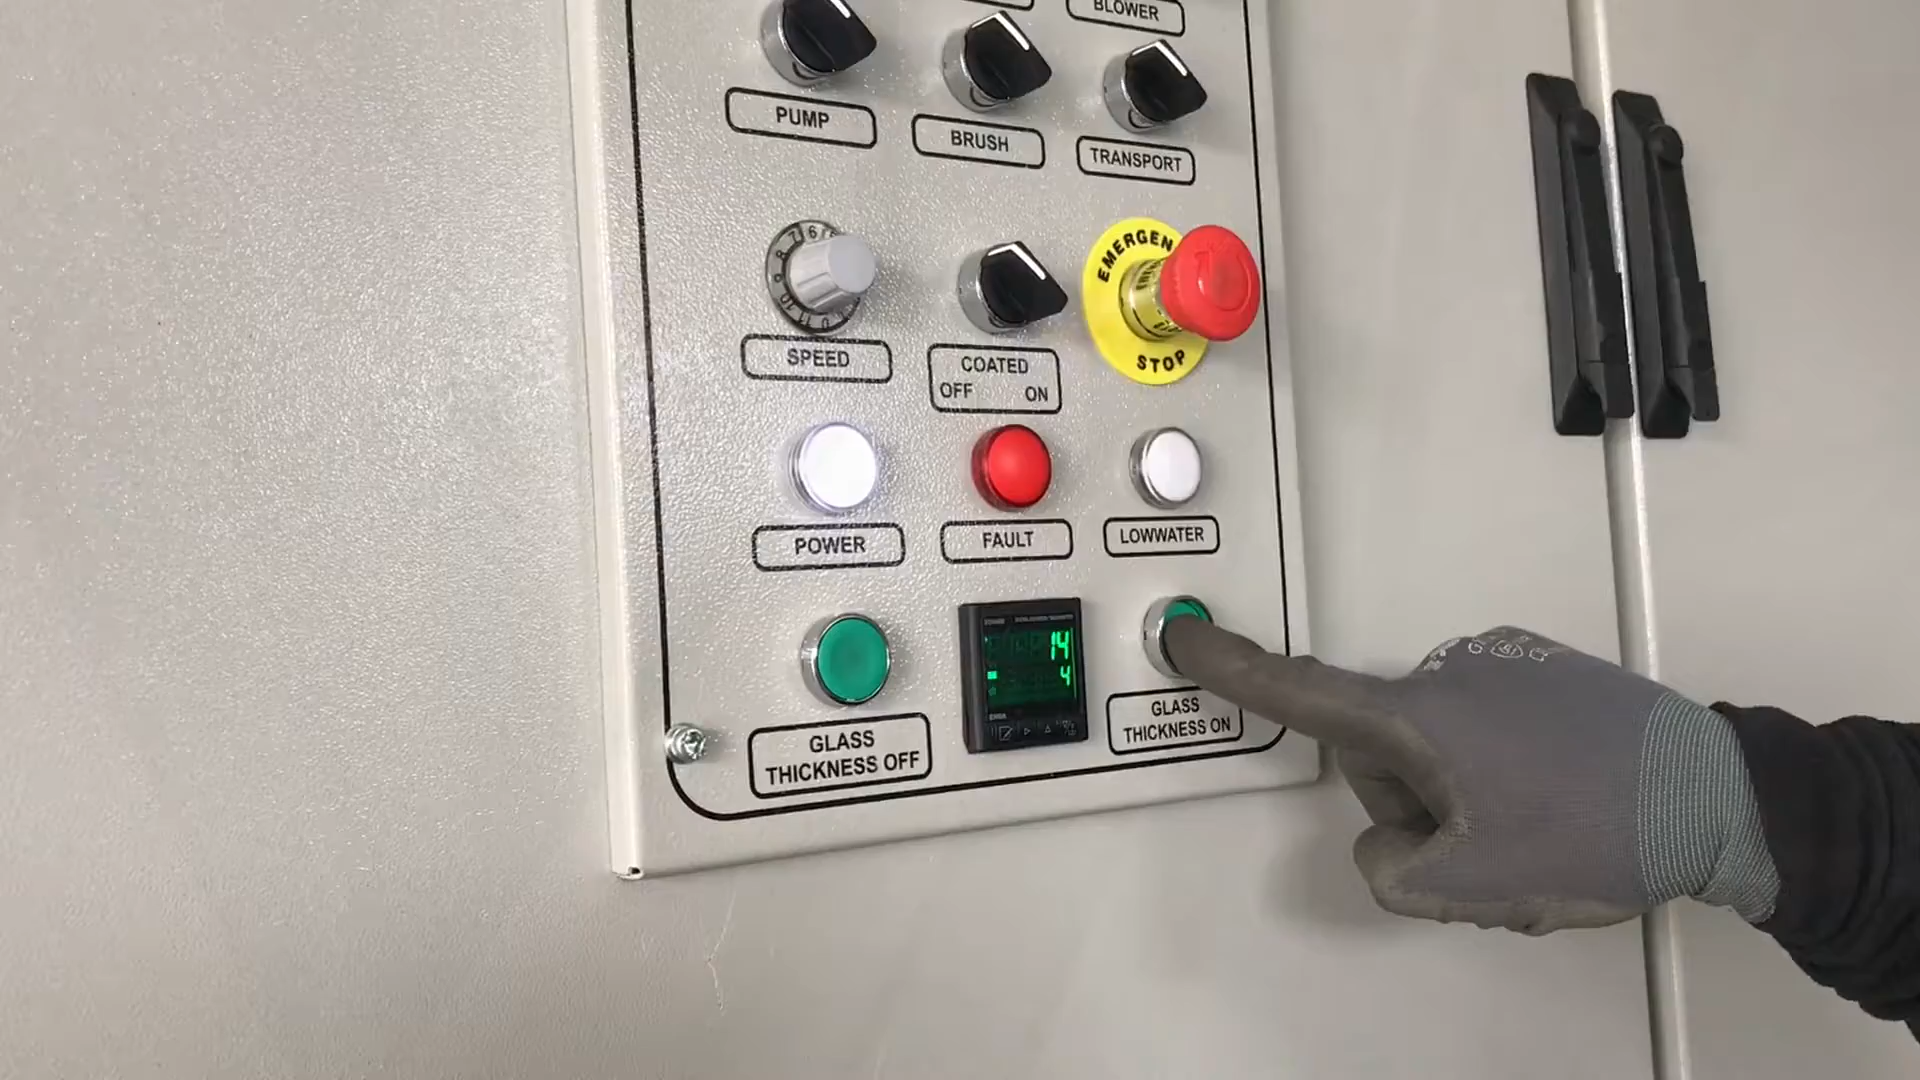 BLOWER
PUMP
BRUSH
TRANSPORT
SPEED
COATED
OFF ON
EMERGEN
STOP
POWER
FAULT
LOWWATER
14
4
GLASS
THICKNESS OFF
GLASS
THICKNESS ON